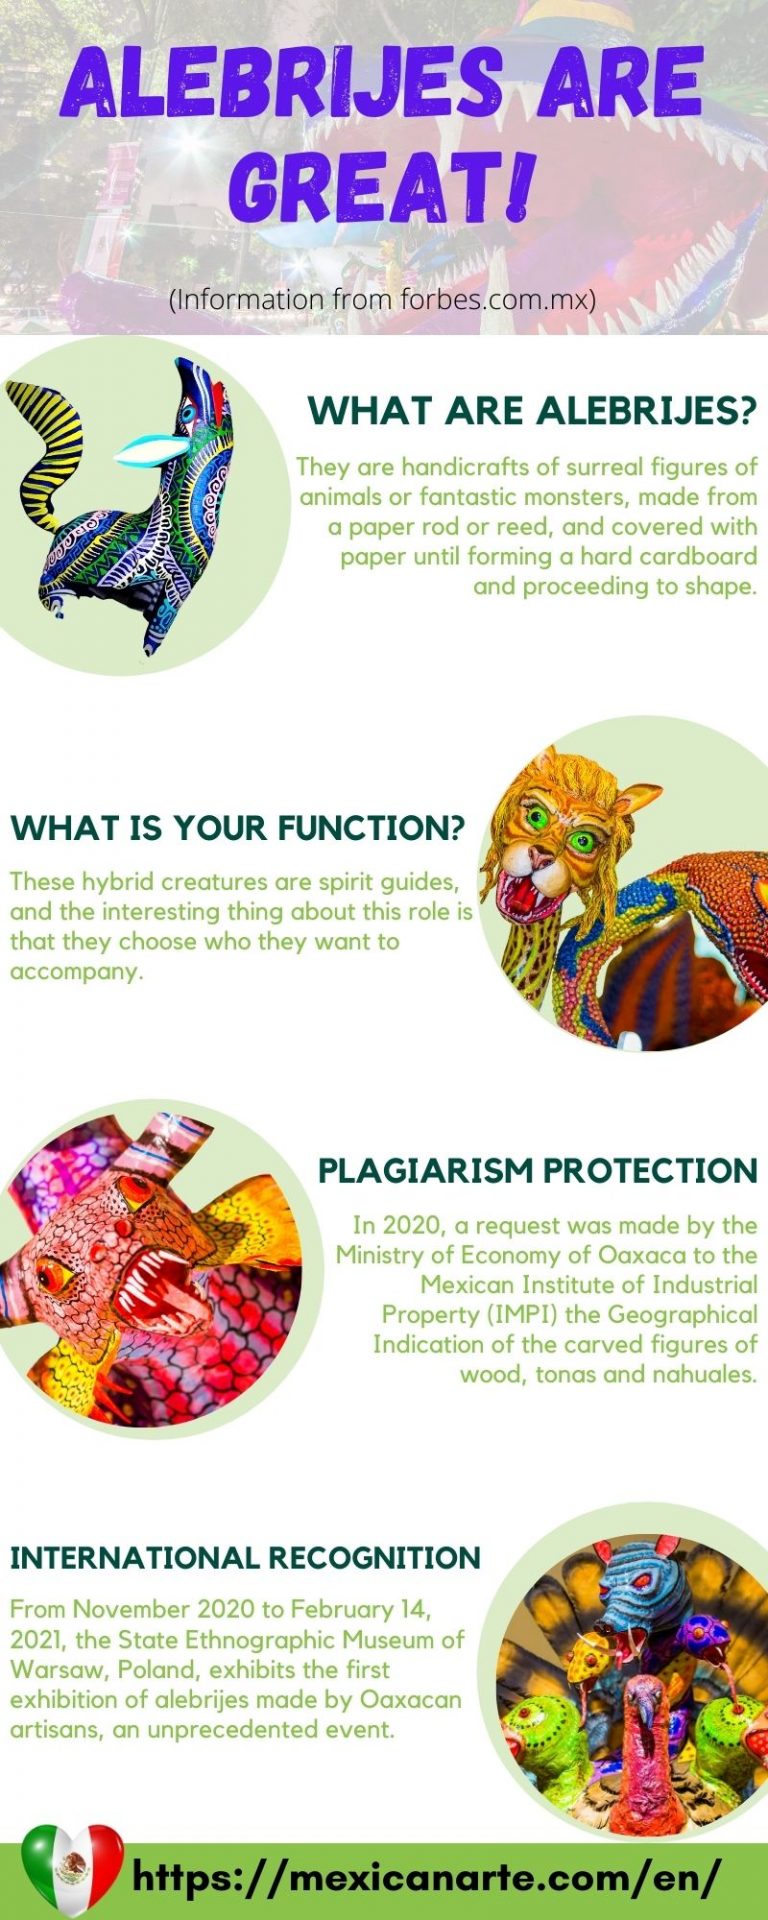 ALEBRIJES ARE
GREAT!
(Information from forbes.com.mx)
WHAT ARE ALEBRIJES?
They are handicrafts of surreal figures of
animals or fantastic monsters, made from
a paper rod or reed, and covered with
paper until forming a hard cardboard
and proceeding to shape.
WHAT IS YOUR FUNCTION?
These hybrid creatures are spirit guides,
and the interesting thing about this role is
that they choose who they want to
accompany.
PLAGIARISM PROTECTION
In 2020, a request was made by the
Ministry of Economy of Oaxaca to the
Mexican Institute of Industrial
Property (IMPI) the Geographical
Indication of the carved figures of
wood, tonas and nahuales.
INTERNATIONAL RECOGNITION
From November 2020 to February 14,
2021, the State Ethnographic Museum of
Warsaw, Poland, exhibits the first
exhibition of alebrijes made by Oaxacan
artisans, an unprecedented event.
https://mexicanarte.com/en/